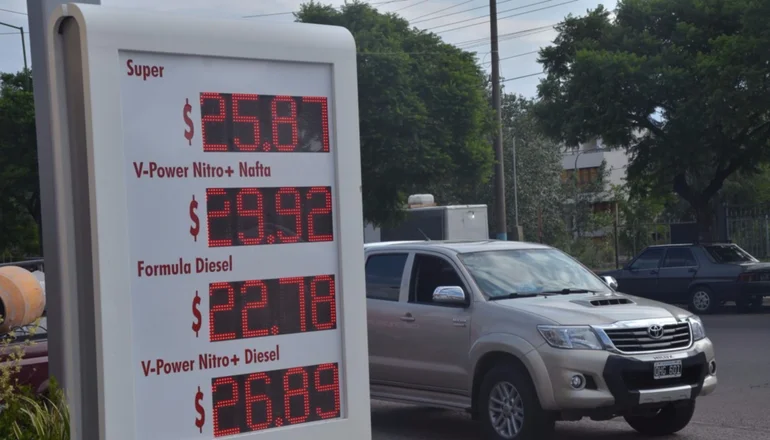 Super
$ 25.87
V-Power Nitro+ Nafta
$ 29.92
Formula Diesel
$ 22.78
V-Power Nitro+ Diesel
$ 26.89